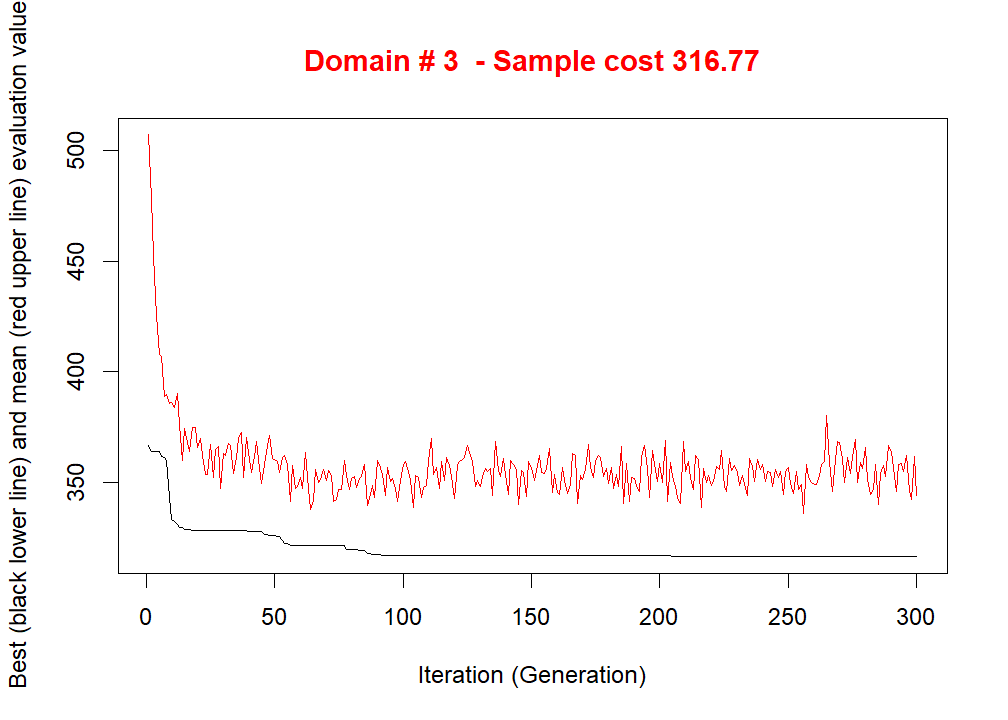 Domain # 3  - Sample cost 316.77
Best (black lower line) and mean (red upper line) evaluation value
500
450
400
350
0 50 100 150 200 250 300
Iteration (Generation)